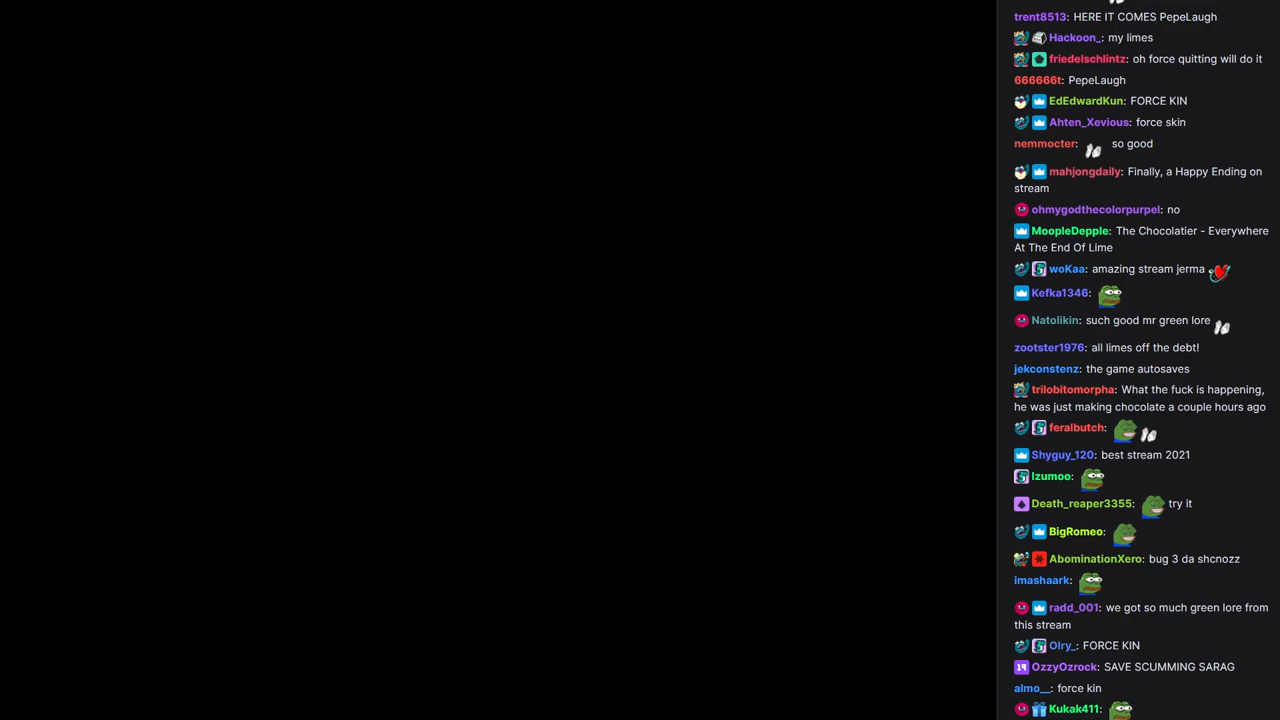 trent8513: HERE IT COMES PepeLaugh
Hackoon_: my limes
friedelschlintz: oh force quitting will do it
666666t: PepeLaugh
EdEdwardKun: FORCE KIN
Ahten_Xevious: force skin
nemmocter: so good
mahjongdaily: Finally, a Happy Ending on
stream
ohmygodthecolorpurpel: no
MoopleDepple: The Chocolatier - Everywhere
At The End Of Lime
woKaa: amazing stream jerma
Kefka1346:
Natolikin: such good mr green lore
zootster1976: all limes off the debt!
jekconstenz: the game autosaves
trilobitomorpha: What the fuck is happening,
he was just making chocolate a couple hours ago
feralbutch:
Shyguy_120: best stream 2021
Izumoo:
Death_reaper3355: try it
BigRomeo:
AbominationXero: bug 3 da shcnozz
imashaark:
radd_001: we got so much green lore from
this stream
Olry_: FORCE KIN
19 OzzyOzrock: SAVE SCUMMING SARAG
almo__: force kin
Kukak411: